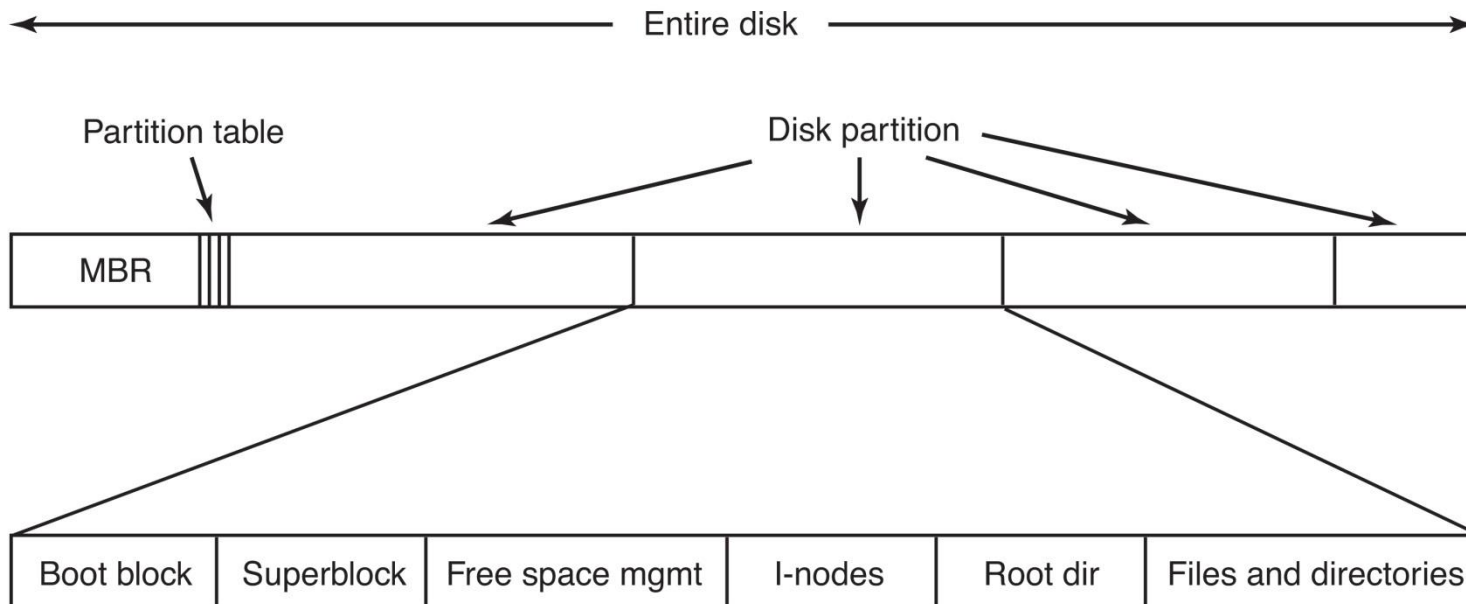 Entire disk
Partition table
Disk partition
MBR
Boot block
Superblock
Free space mgmt
I-nodes
Root dir
Files and directories